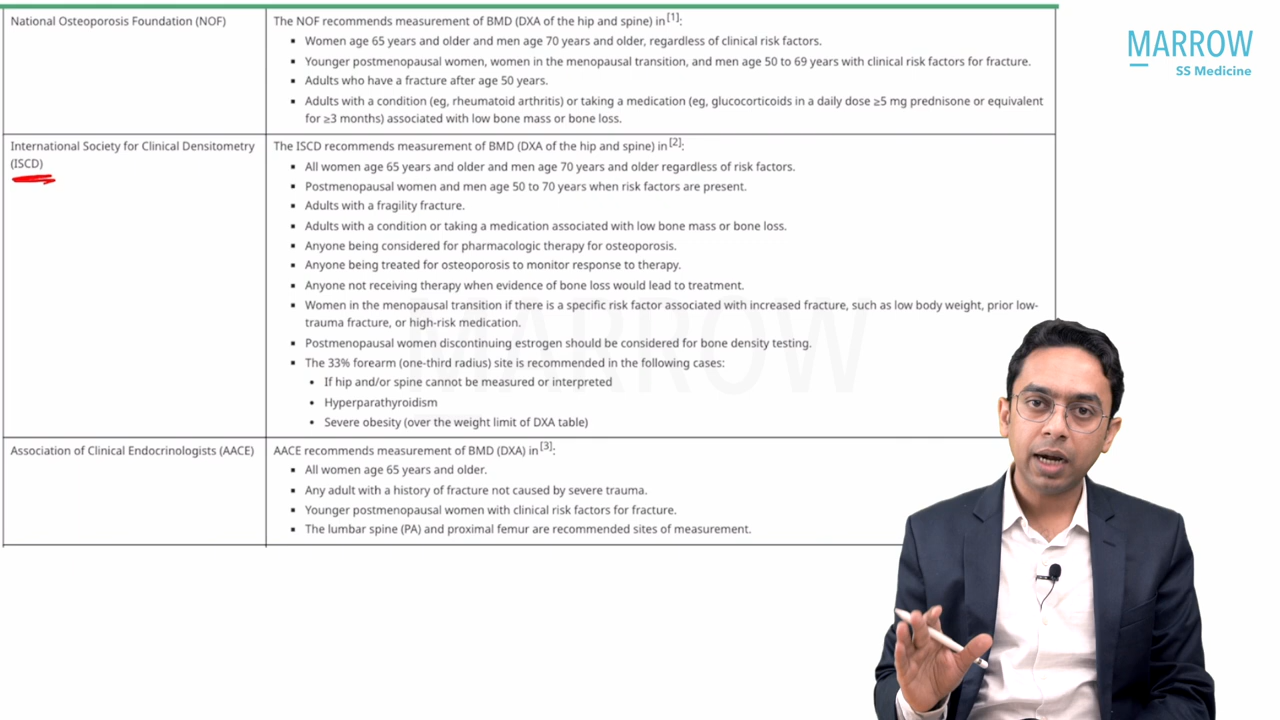 National Osteoporosis Foundation (NOF)
The NOF recommends measurement of BMD (DXA of the hip and spine) in[1]:
▪ Women age 65 years and older and men age 70 years and older, regardless of clinical risk factors.
▪ Younger postmenopausal women, women in the menopausal transition, and men age 50 to 69 years with clinical risk factors for fracture.
▪ Adults who have a fracture after age 50 years.
▪ Adults with a condition (eg, rheumatoid arthritis) or taking a medication (eg, glucocorticoids in a daily dose ≥5 mg prednisone or equivalent
for ≥3 months) associated with low bone mass or bone loss.
International Society for Clinical Densitometry
(ISCD)
The ISCD recommends measurement of BMD (DXA of the hip and spine) in[2]:
▪ All women age 65 years and older and men age 70 years and older regardless of risk factors.
▪ Postmenopausal women and men age 50 to 70 years when risk factors are present.
▪ Adults with a fragility fracture.
▪ Adults with a condition or taking a medication associated with low bone mass or bone loss.
▪ Anyone being considered for pharmacologic therapy for osteoporosis.
▪ Anyone being treated for osteoporosis to monitor response to therapy.
▪ Anyone not receiving therapy when evidence of bone loss would lead to treatment.
▪ Women in the menopausal transition if there is a specific risk factor associated with increased fracture, such as low body weight, prior low-
trauma fracture, or high-risk medication.
▪ Postmenopausal women discontinuing estrogen should be considered for bone density testing.
▪ The 33% forearm (one-third radius) site is recommended in the following cases:
• If hip and/or spine cannot be measured or interpreted
• Hyperparathyroidism
• Severe obesity (over the weight limit of DXA table)
Association of Clinical Endocrinologists (AACE)
AACE recommends measurement of BMD (DXA) in[3]:
▪ All women age 65 years and older.
▪ Any adult with a history of fracture not caused by severe trauma.
▪ Younger postmenopausal women with clinical risk factors for fracture.
▪ The lumbar spine (PA) and proximal femur are recommended sites of measurement.
MARROW
SS Medicine
MARROW